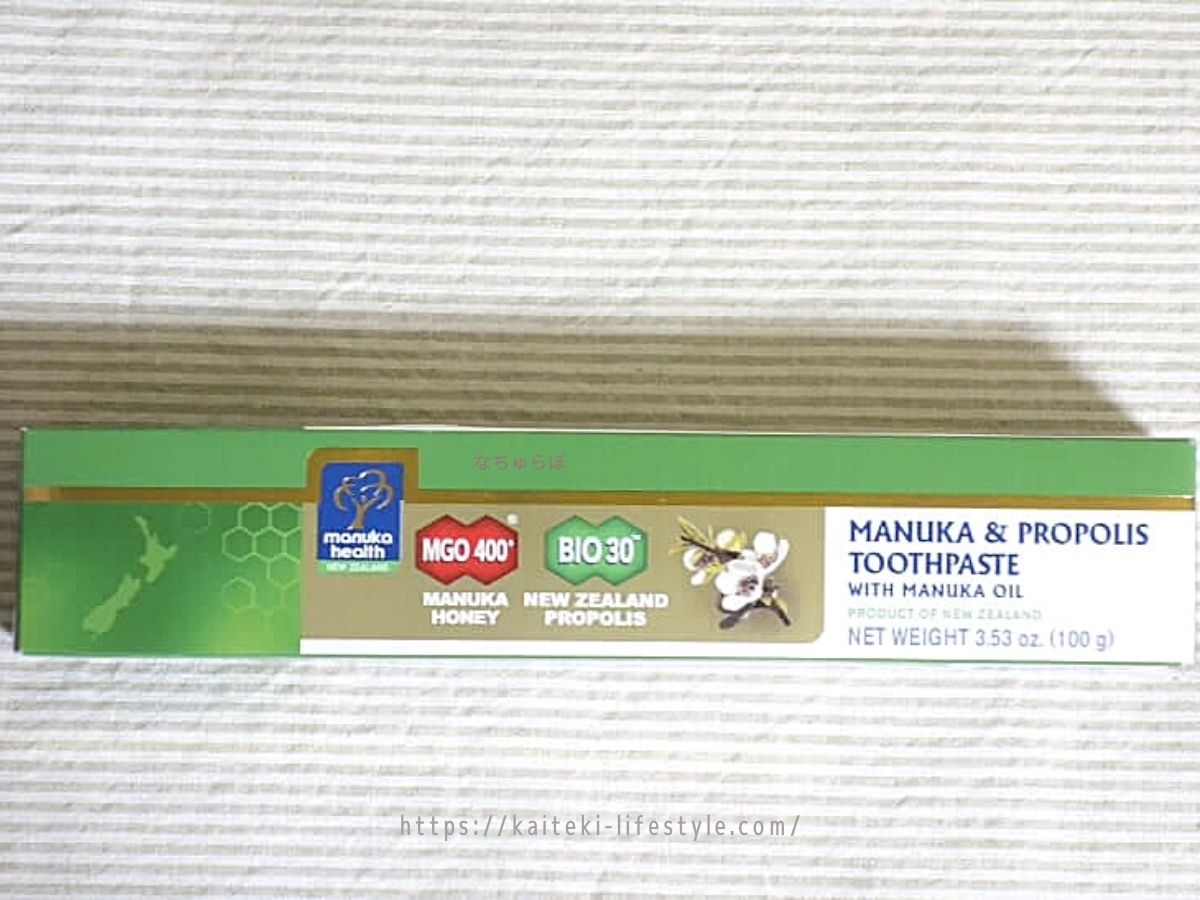 なちゅらぼ
manuka
health
NEW ZEALAND
MGO 400+®
MANUKA
HONEY
BIO 30™
NEW ZEALAND
PROPOLIS
MANUKA & PROPOLIS
TOOTHPASTE
WITH MANUKA OIL
PRODUCT OF NEW ZEALAND
NET WEIGHT 3.53 oz. (100 g)
https://kaiteki-lifestyle.com/